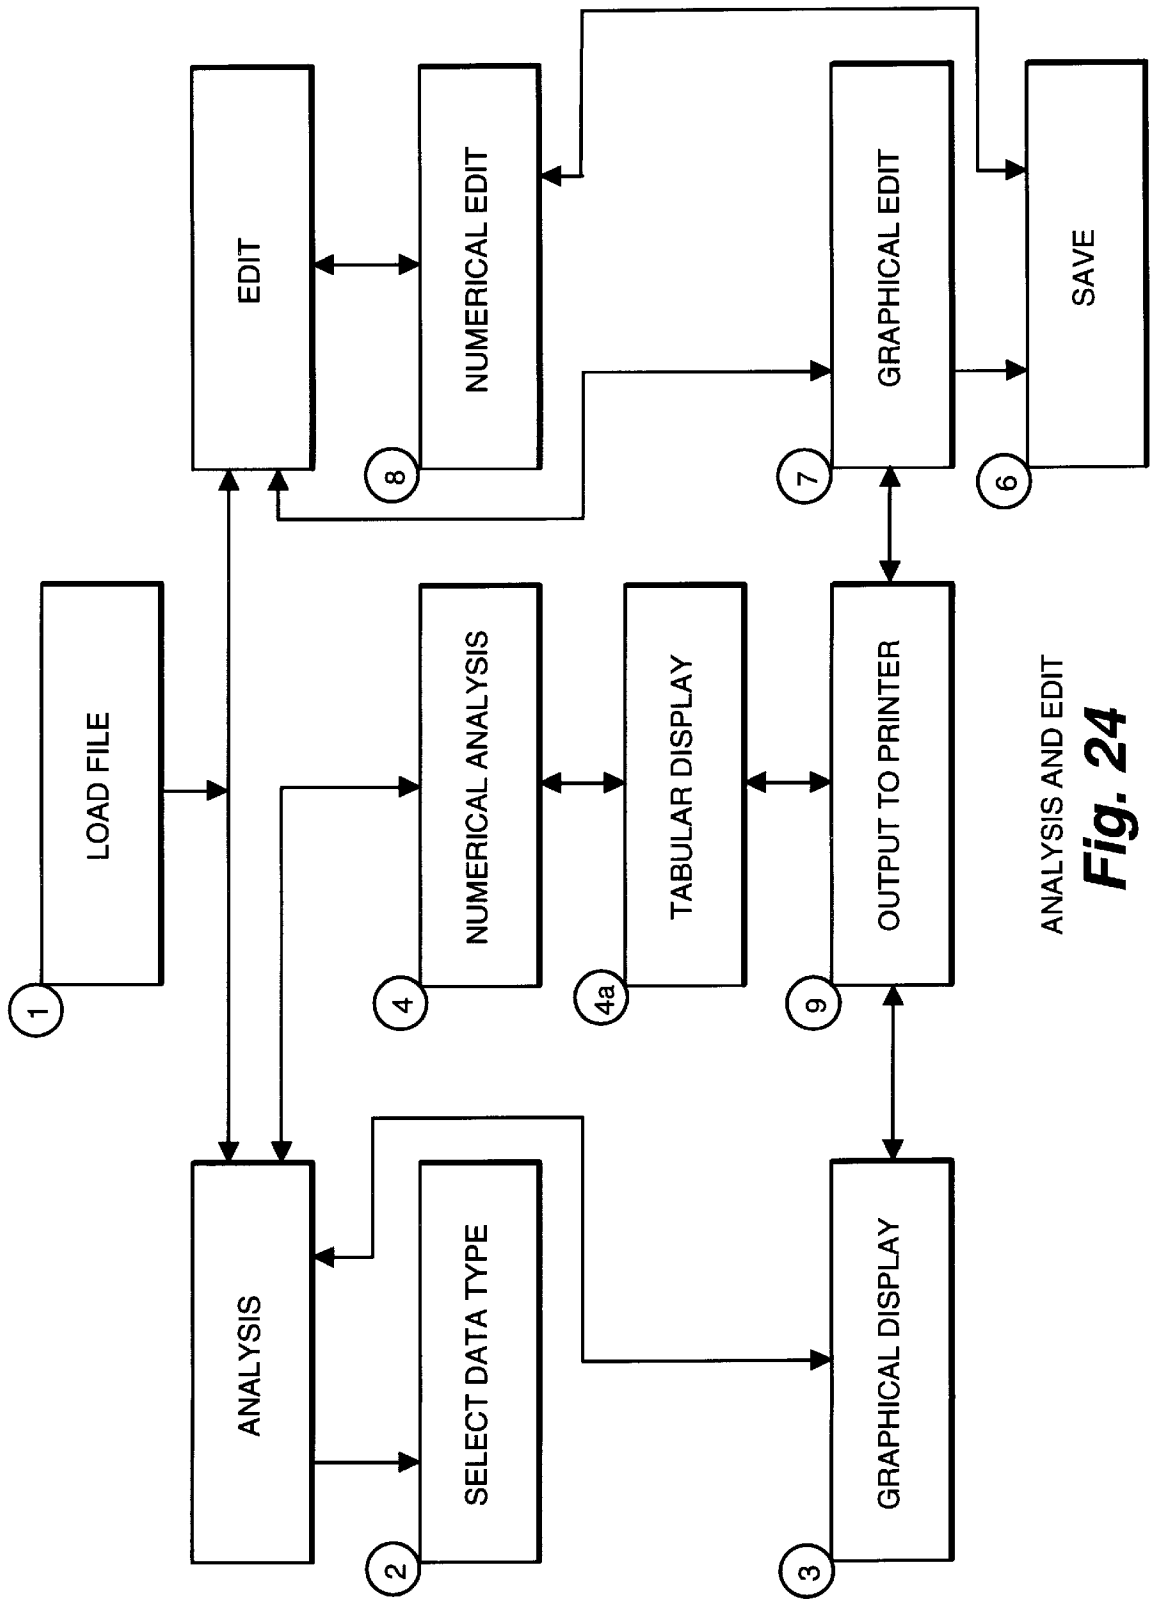 1
LOAD FILE
ANALYSIS
EDIT
2
SELECT DATA TYPE
4
NUMERICAL ANALYSIS
8
NUMERICAL EDIT
4a
TABULAR DISPLAY
3
GRAPHICAL DISPLAY
9
OUTPUT TO PRINTER
7
GRAPHICAL EDIT
6
SAVE
ANALYSIS AND EDIT
Fig. 24